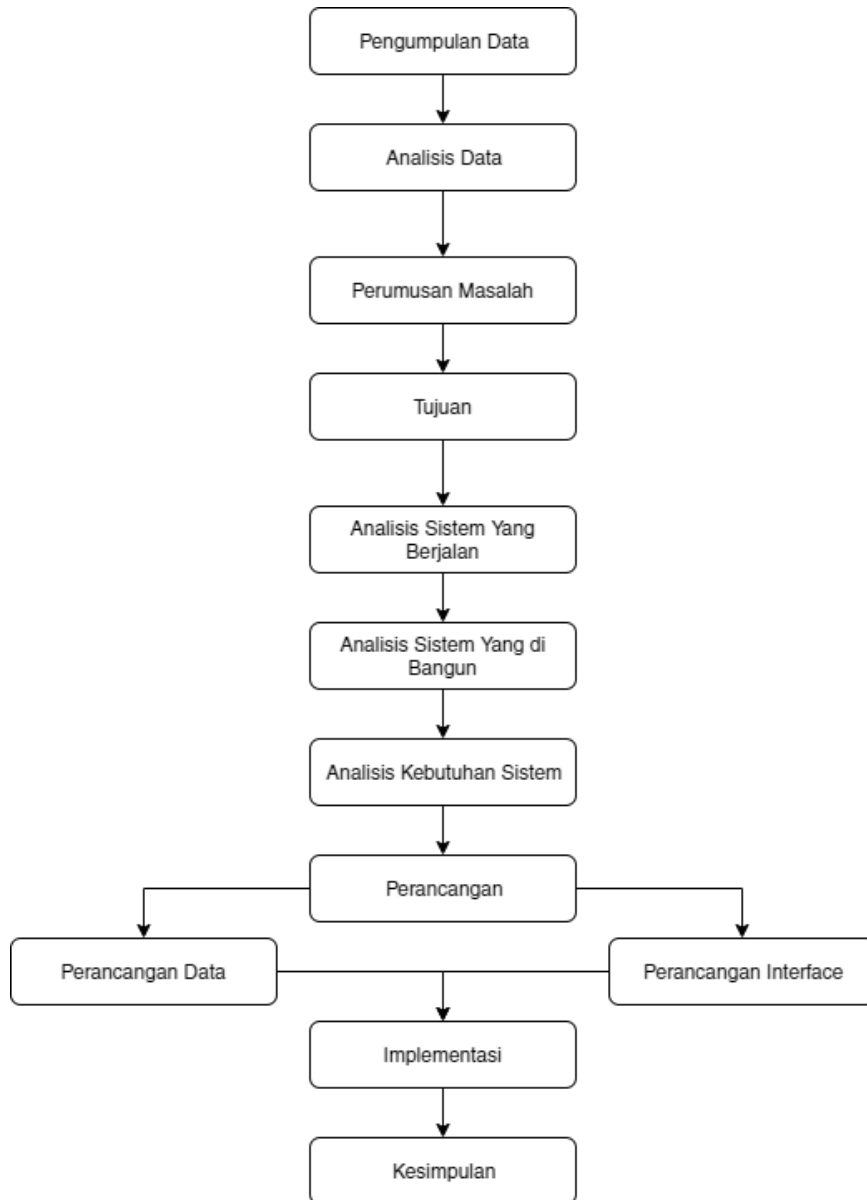 Pengumpulan Data
Analisis Data
Perumusan Masalah
Tujuan
Analisis Sistem Yang
Berjalan
Analisis Sistem Yang di
Bangun
Analisis Kebutuhan Sistem
Perancangan
Perancangan Data
Perancangan Interface
Implementasi
Kesimpulan